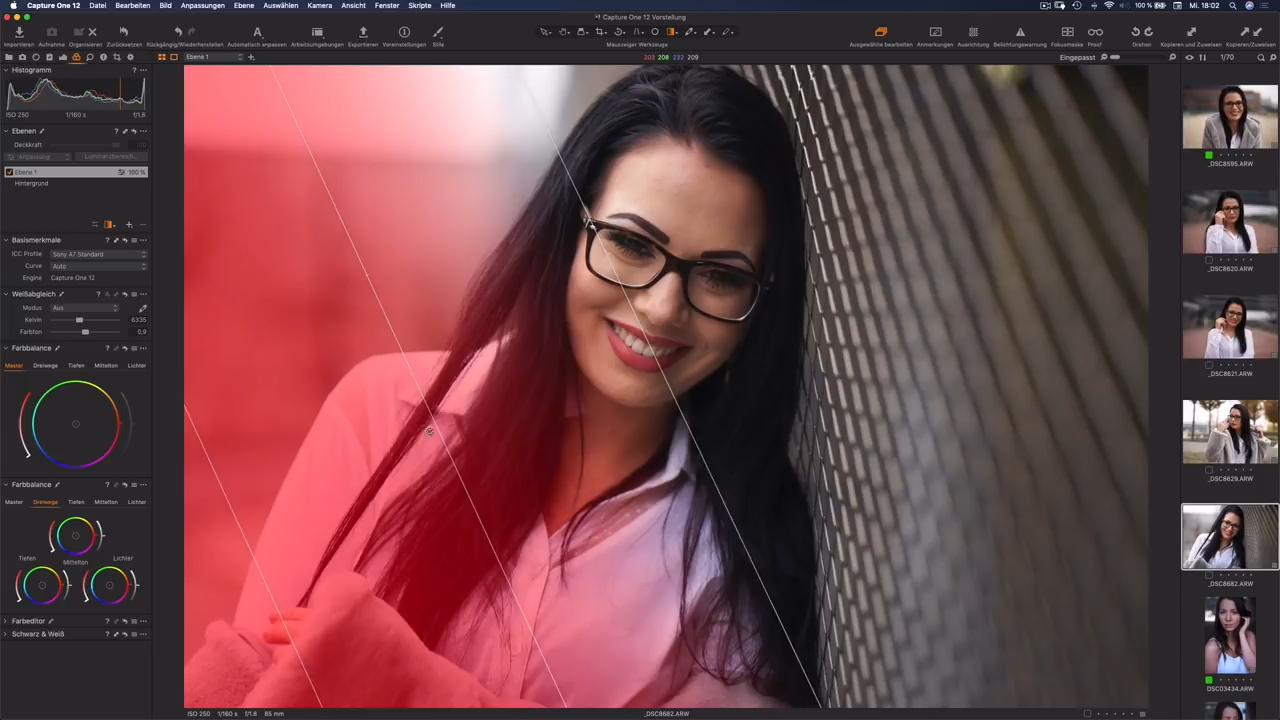 Capture One 12 Datei Bearbeiten Bild Anpassungen Ebene Auswählen Kamera Ansicht Fenster Skripte Hilfe 100 % Mi. 18:02
Capture One 12 Vorstellung
Importieren Aufnahme Organisieren Zurücksetzen Rückgängig/Wiederherstellen Automatisch anpassen Arbeitsumgebungen Exportieren Voreinstellungen Stile Mauszeiger Werkzeuge Ausgewählte bearbeiten Anmerkungen Ausrichtung Belichtungswarnung Fokusmaske Proof Drehen Kopieren und Zuweisen Kopieren/Zuweisen
Ebene 1 203 208 232 209 Eingepasst 1/70
Histogramm
ISO 250 1/160 s f/1.8
Ebenen
Deckkraft
Anpassung Luminanzbereich...
Ebene 1 100 %
Hintergrund
Basismerkmale
ICC Profile Sony A7 Standard
Curve Auto
Engine Capture One 12
Weißabgleich
Modus Aus
Kelvin 6335
Farbton 0,9
Farbbalance
Master Dreiwege Tiefen Mittelton Lichter
Farbbalance
Master Dreiwege Tiefen Mittelton Lichter
Tiefen Mittelton Lichter
Farbeditor
Schwarz & Weiß
ISO 250 1/160 s f/1.8 85 mm _DSC8682.ARW
_DSC8595.ARW
_DSC8620.ARW
_DSC8621.ARW
_DSC8629.ARW
_DSC8682.ARW
DSC03434.ARW